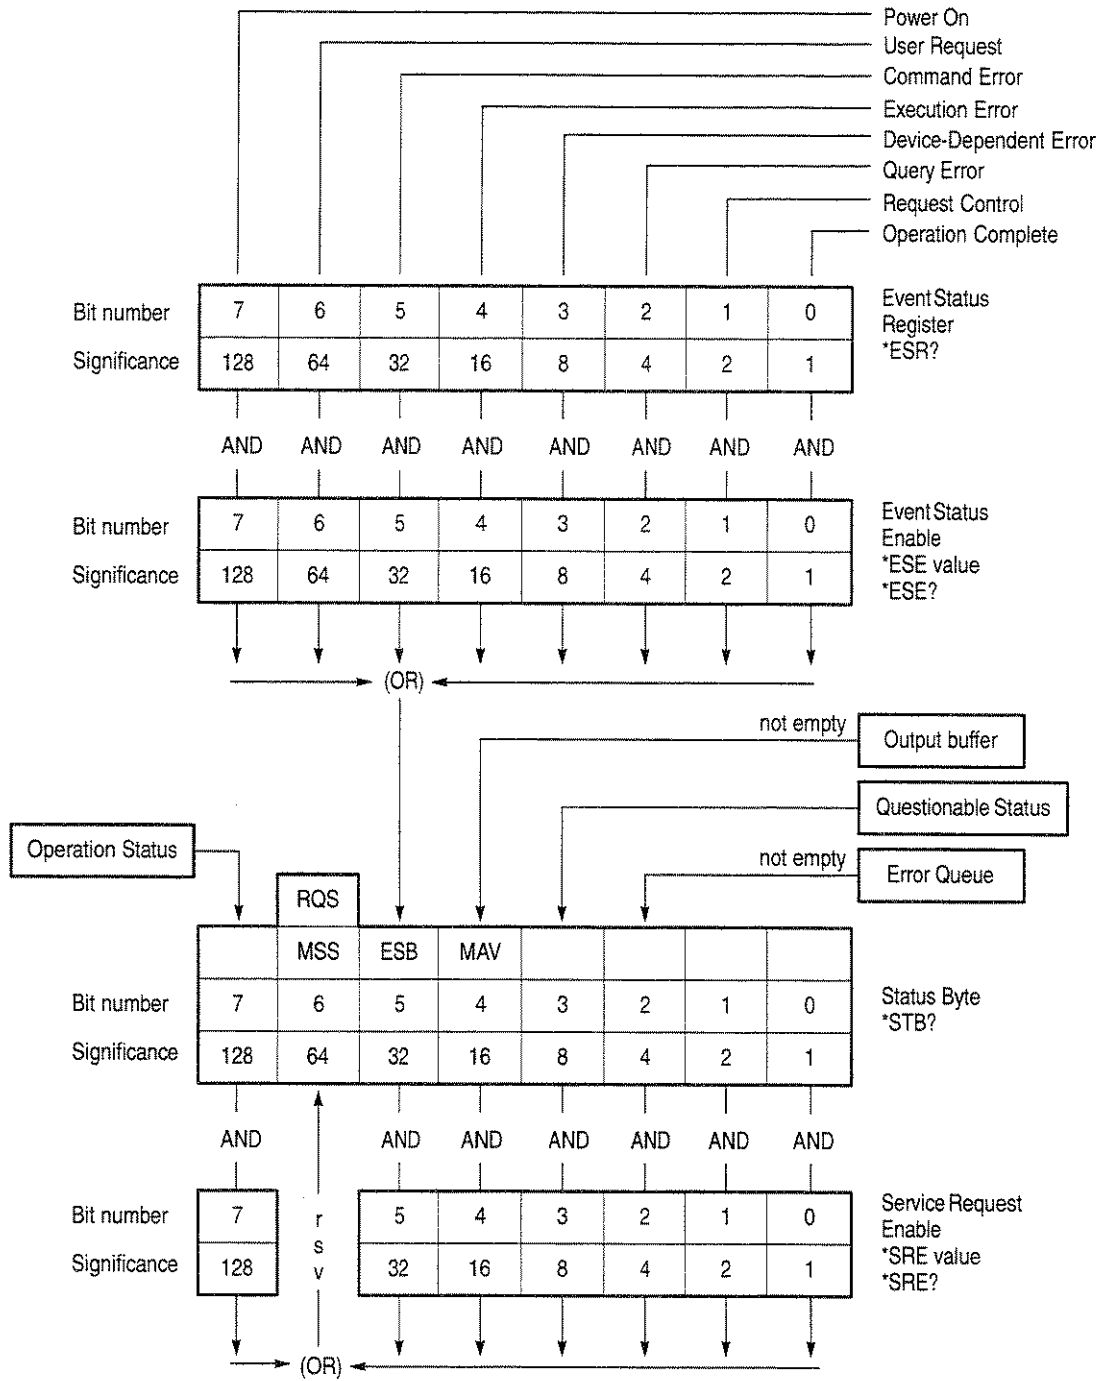 Power On
User Request
Command Error
Execution Error
Device-Dependent Error
Query Error
Request Control
Operation Complete
Bit number 7 6 5 4 3 2 1 0
Significance 128 64 32 16 8 4 2 1
Event Status
Register
*ESR?
AND AND AND AND AND AND AND AND
Bit number 7 6 5 4 3 2 1 0
Significance 128 64 32 16 8 4 2 1
Event Status
Enable
*ESE value
*ESE?
(OR)
not empty Output buffer
Questionable Status
Operation Status
not empty Error Queue
RQS
MSS ESB MAV
Bit number 7 6 5 4 3 2 1 0
Significance 128 64 32 16 8 4 2 1
Status Byte
*STB?
AND AND AND AND AND AND AND
Bit number 7 5 4 3 2 1 0
Significance 128 32 16 8 4 2 1
r
s
v
Service Request
Enable
*SRE value
*SRE?
(OR)